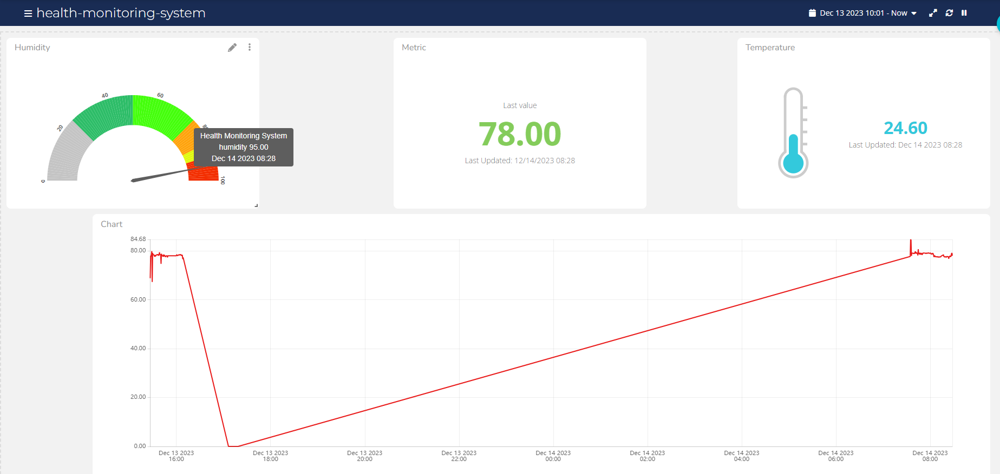 health-monitoring-system
Dec 13 2023 10:01 - Now
Humidity
0
20
40
60
100
Health Monitoring System
humidity 95.00
Dec 14 2023 08:28
Metric
Last value
78.00
Last Updated: 12/14/2023 08:28
Temperature
24.60
Last Updated: Dec 14 2023 08:28
Chart
84.68
80.00
60.00
40.00
20.00
0.00
Dec 13 2023
16:00
Dec 13 2023
18:00
Dec 13 2023
20:00
Dec 13 2023
22:00
Dec 14 2023
00:00
Dec 14 2023
02:00
Dec 14 2023
04:00
Dec 14 2023
06:00
Dec 14 2023
08:00